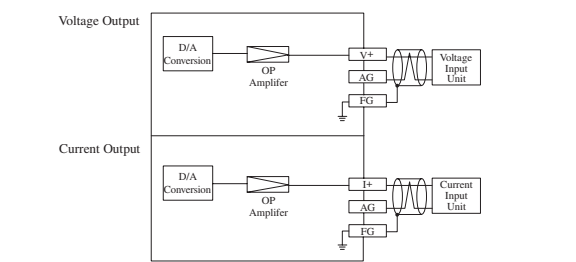 Voltage Output
D/A
Conversion
OP
Amplifer
V+
AG
FG
Voltage
Input
Unit
Current Output
D/A
Conversion
OP
Amplifer
I+
AG
FG
Current
Input
Unit